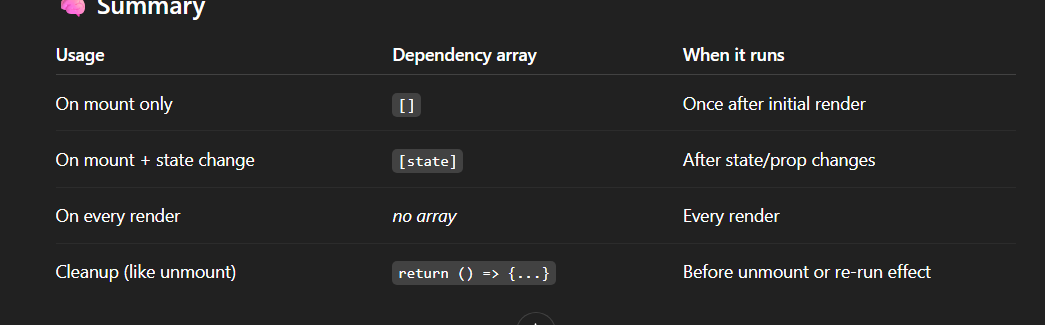 🧠 Summary
Usage Dependency array When it runs
On mount only [] Once after initial render
On mount + state change [state] After state/prop changes
On every render no array Every render
Cleanup (like unmount) return () => {...} Before unmount or re-run effect